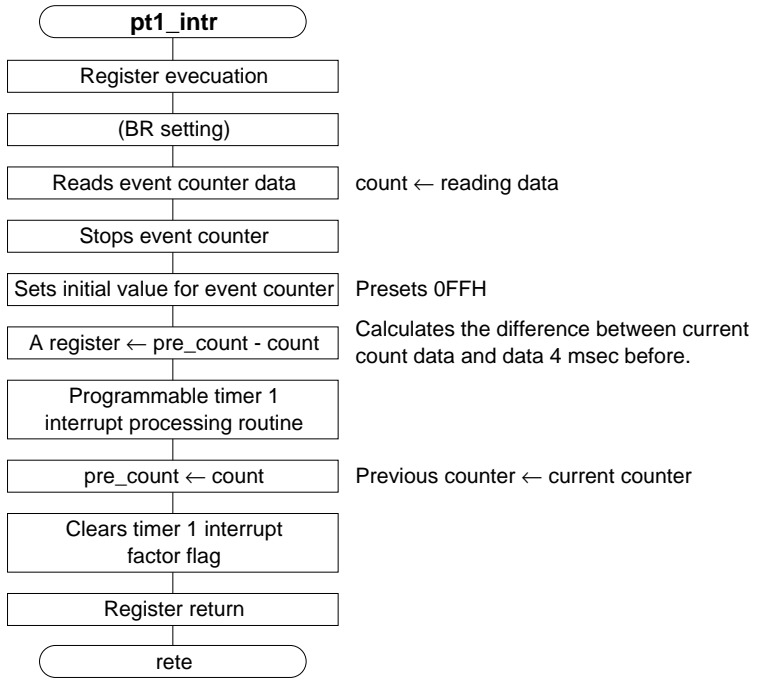 pt1_intr
Register evecuation
(BR setting)
Reads event counter data
count ← reading data
Stops event counter
Sets initial value for event counter
Presets 0FFH
A register ← pre_count - count
Calculates the difference between current
count data and data 4 msec before.
Programmable timer 1
interrupt processing routine
pre_count ← count
Previous counter ← current counter
Clears timer 1 interrupt
factor flag
Register return
rete